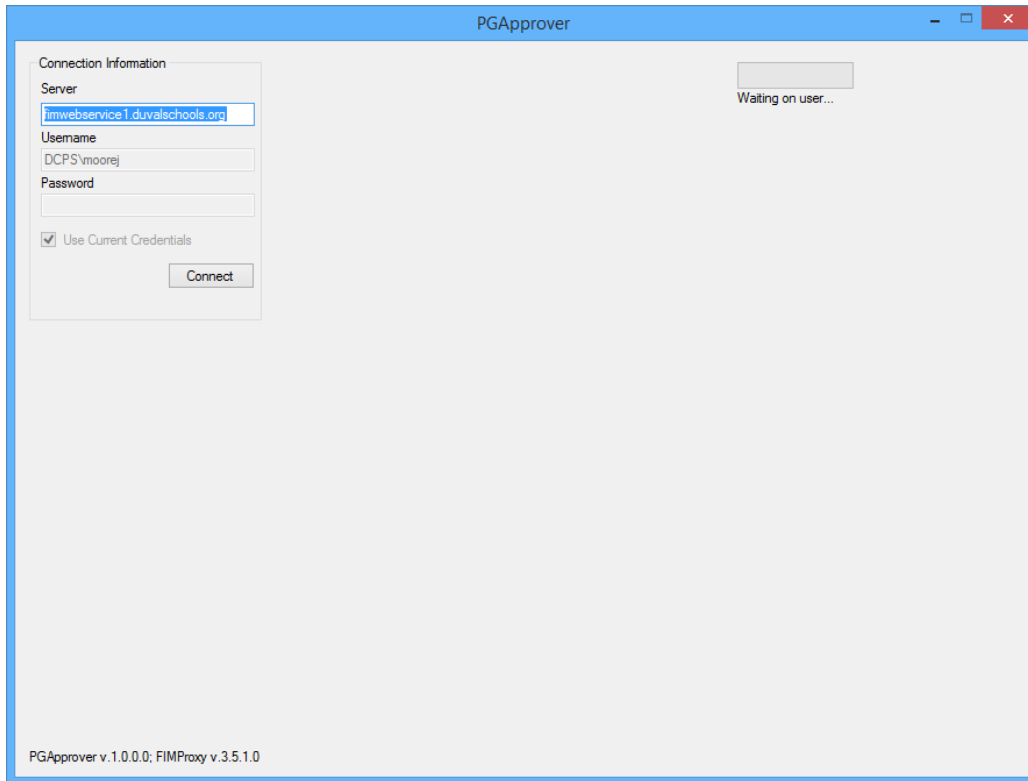 PGApprover
Connection Information
Server
fimwebservice1.duvalschools.org
Username
DCPS\moorej
Password
Use Current Credentials
Connect
Waiting on user...
PGApprover v.1.0.0.0; FIMProxy v.3.5.1.0